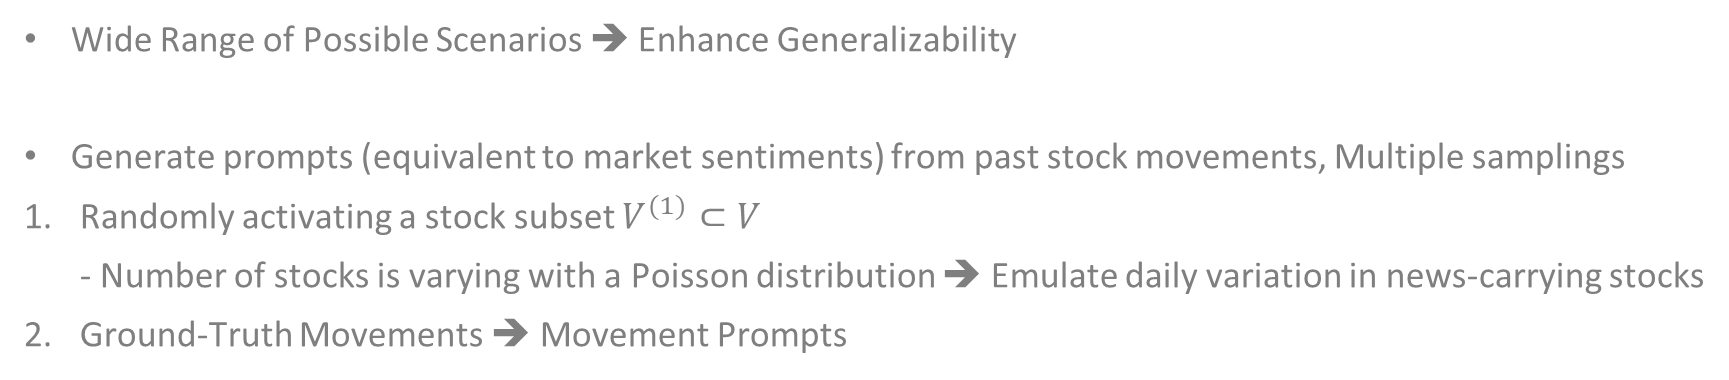 • Wide Range of Possible Scenarios ➔ Enhance Generalizability
• Generate prompts (equivalent to market sentiments) from past stock movements, Multiple samplings
1. Randomly activating a stock subset V⁽¹⁾ ⊂ V
- Number of stocks is varying with a Poisson distribution ➔ Emulate daily variation in news-carrying stocks
2. Ground-Truth Movements ➔ Movement Prompts